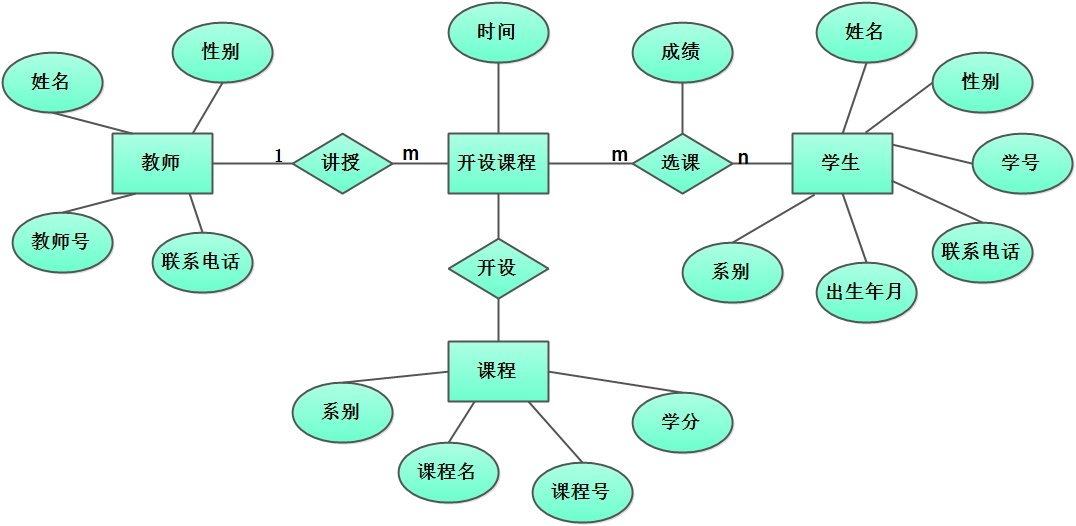 时间
成绩
姓名
性别
姓名
性别
教师
1
讲授
m
开设课程
m
选课
n
学生
学号
教师号
联系电话
开设
系别
出生年月
联系电话
课程
系别
课程名
课程号
学分